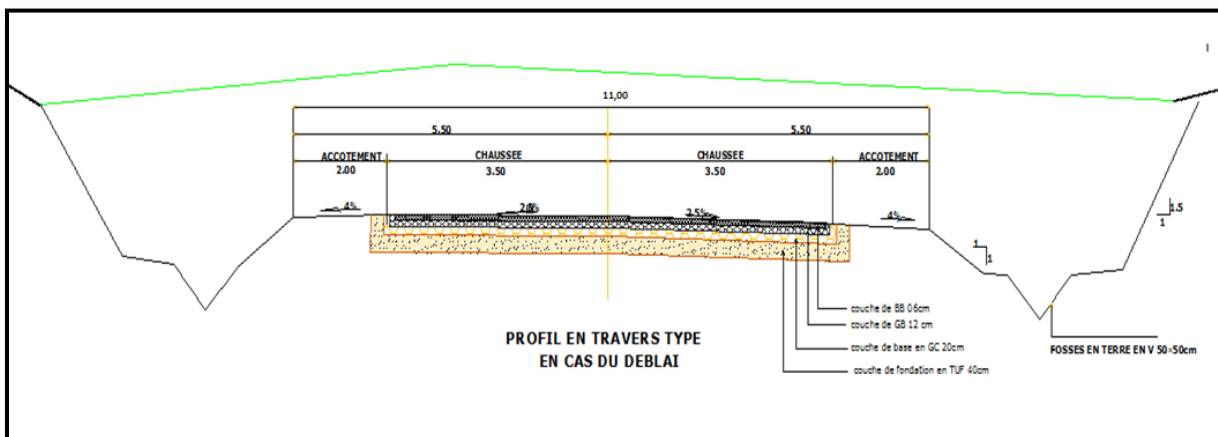 11,00
5.50 5.50
ACCOTEMENT CHAUSSEE CHAUSSEE ACCOTEMENT
2.00 3.50 3.50 2.00
4% 2.5% 4%
1.5
1
1
1
couche de BB 06cm
couche de GB 12 cm
couche de base en GC 20cm
couche de fondation en TUF 40cm
PROFIL EN TRAVERS TYPE
EN CAS DU DEBLAI
FOSSES EN TERRE EN V 50×50cm